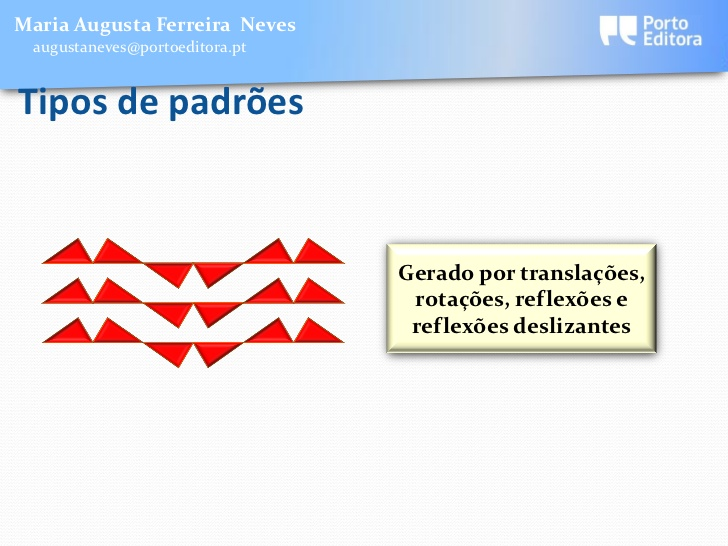 Maria Augusta Ferreira Neves
augustaneves@portoeditora.pt
Porto
Editora
Tipos de padrões
Gerado por translações,
rotações, reflexões e
reflexões deslizantes